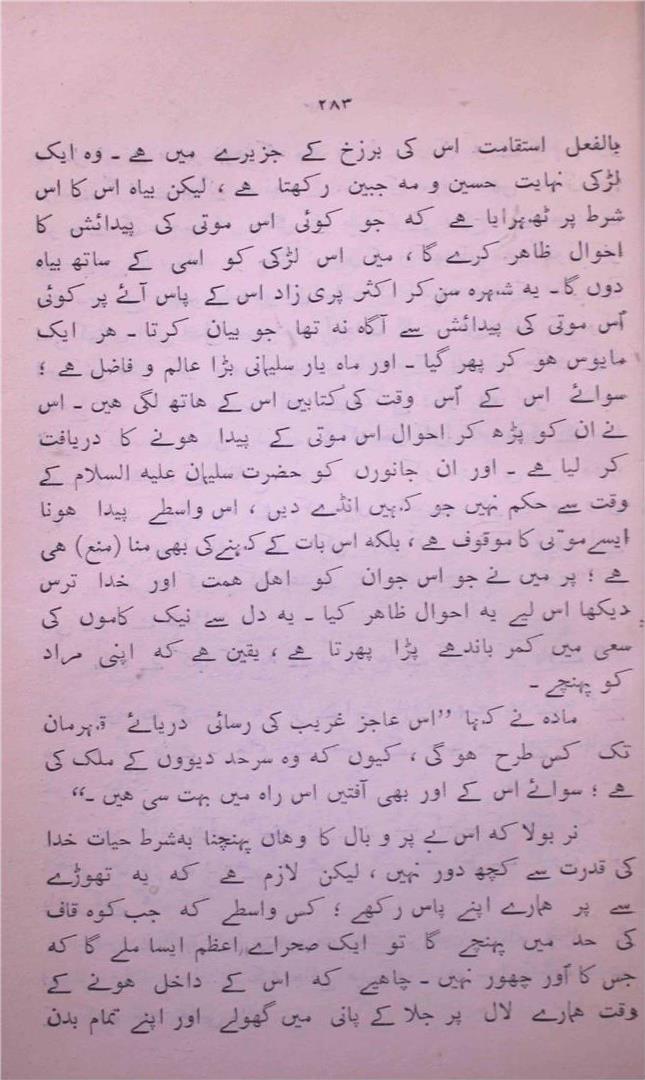 ۲۸۳
بالفعل استقامت اس کی برزخ کے جزیرے میں ہے ۔ وہ ایک
لڑکی نہایت حسین و مہ جبین رکھتا ہے ، لیکن بیاہ اس کا اس
شرط پر ٹھہرایا ہے کہ جو کوئی اس موتی کی پیدائش کا
احوال ظاہر کرے گا ، میں اس لڑکی کو اسی کے ساتھ بیاہ
دوں گا ۔ یہ شہرہ سن کر اکثر پری زاد اس کے پاس آئے پر کوئی
اُس موتی کی پیدائش سے آگاہ نہ تھا جو بیان کرتا ۔ ہر ایک
مایوس ہو کر پھر گیا ۔ اور ماہ یار سلیمانی بڑا عالم و فاضل ہے ؛
سوائے اس کے اُس وقت کی کتابیں اس کے ہاتھ لگی ہیں ۔ اس
نے ان کو پڑھ کر احوال اس موتی کے پیدا ہونے کا دریافت
کر لیا ہے ۔ اور ان جانوروں کو حضرت سلیمان علیہ السلام کے
وقت سے حکم نہیں جو کہیں انڈے دیں ، اس واسطے پیدا ہونا
ایسے موتی کا موقوف ہے ، بلکہ اس بات کے کہنے کی بھی منا (منع) ہی
ہے ؛ پر میں نے جو اس جوان کو اہل ہمت اور خدا ترس
دیکھا اس لیے یہ احوال ظاہر کیا ۔ یہ دل سے نیک کاموں کی
سعی میں کمر باندھے پڑا پھرتا ہے ، یقین ہے کہ اپنی مراد
کو پہنچے ۔
مادہ نے کہا ”اس عاجز غریب کی رسائی دریائے قہرمان
تک کس طرح ہو گی ، کیوں کہ وہ سرحد دیووں کے ملک کی
ہے ؛ سوائے اس کے اور بھی آفتیں اس راہ میں بہت سی ہیں ۔“
نر بولا کہ اس بے پر و بال کا وہاں پہنچنا بہ‌شرط حیات خدا
کی قدرت سے کچھ دور نہیں ، لیکن لازم ہے کہ یہ تھوڑے
سے پر ہمارے اپنے پاس رکھے ؛ کس واسطے کہ جب کوہ قاف
کی حد میں پہنچے گا تو ایک صحراے اعظم ایسا ملے گا کہ
جس کا اَور چھور نہیں ۔ چاہیے کہ اس کے داخل ہونے کے
وقت ہمارے لال پر جلا کے پانی میں گھولے اور اپنے تمام بدن